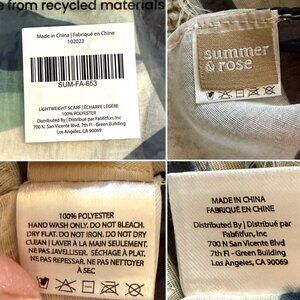 e from recycled materials
Made in China | Fabriqué en Chine
102023
SUM-FA-653
LIGHTWEIGHT SCARF | ÉCHARPE LÉGÈRE
100% POLYESTER
Distributed By | Distribué par Fabfitfun, Inc
700 N. San Vicente Blvd, 7th Fl - Green Building
Los Angeles, CA 90069
summer
& rose
100% POLYESTER
HAND WASH ONLY. DO NOT BLEACH.
DRY FLAT. DO NOT IRON. DO NOT DRY
CLEAN | LAVER À LA MAIN SEULEMENT.
NE PAS JAVELLISER. SÉCHAGE À PLAT.
NE PAS REPASSER. NE PAS NETTOYER
À SEC
MADE IN CHINA
FABRIQUÉ EN CHINE
Distributed By | Distribué par
Fabfitfun, Inc
700 N San Vicente Blvd
7th Fl - Green Building
Los Angeles, CA 90069